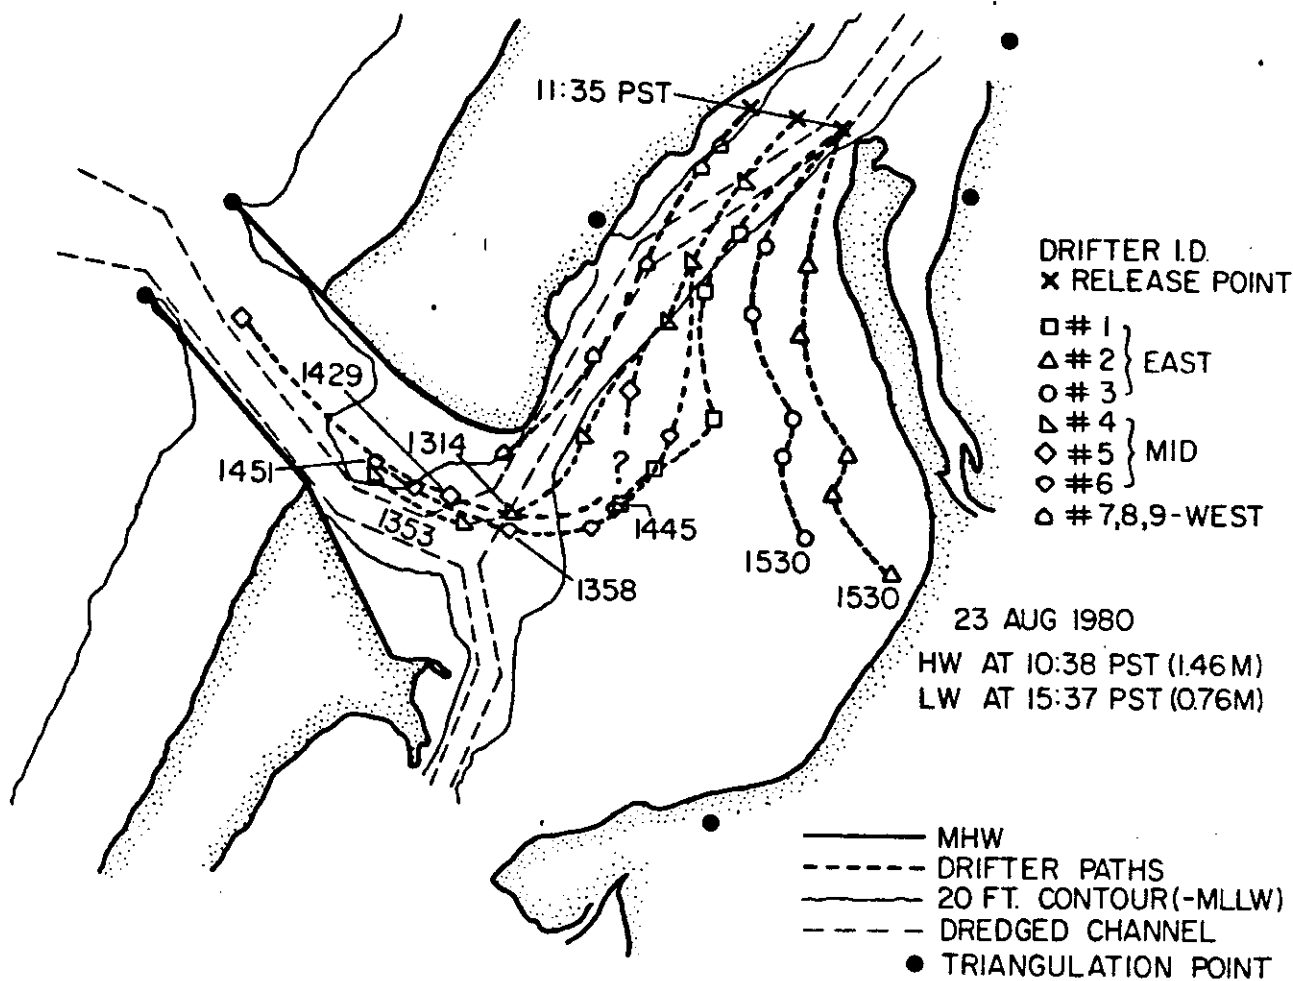 11:35 PST
DRIFTER I.D.
X RELEASE POINT
#1
#2 EAST
#3
#4
#5 MID
#6
#7,8,9-WEST
1429
1314
1451
?
1353
1445
1358
1530
1530
23 AUG 1980
HW AT 10:38 PST (1.46M)
LW AT 15:37 PST (0.76M)
MHW
DRIFTER PATHS
20 FT. CONTOUR(-MLLW)
DREDGED CHANNEL
TRIANGULATION POINT